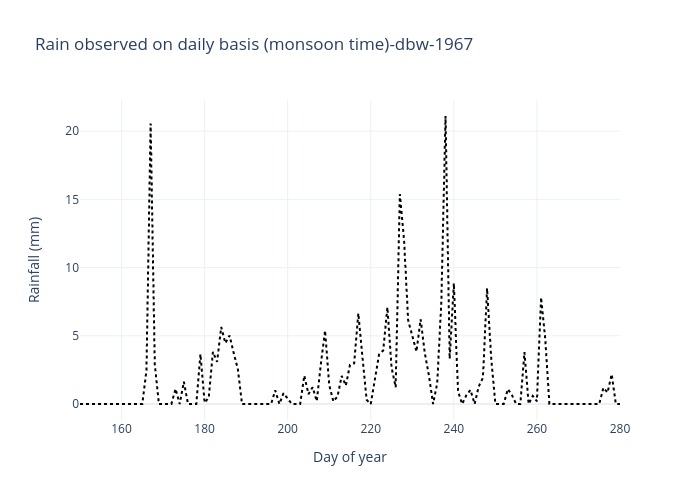 Rain observed on daily basis (monsoon time)-dbw-1967
20
15
10
5
0
Rainfall (mm)
160 180 200 220 240 260 280
Day of year